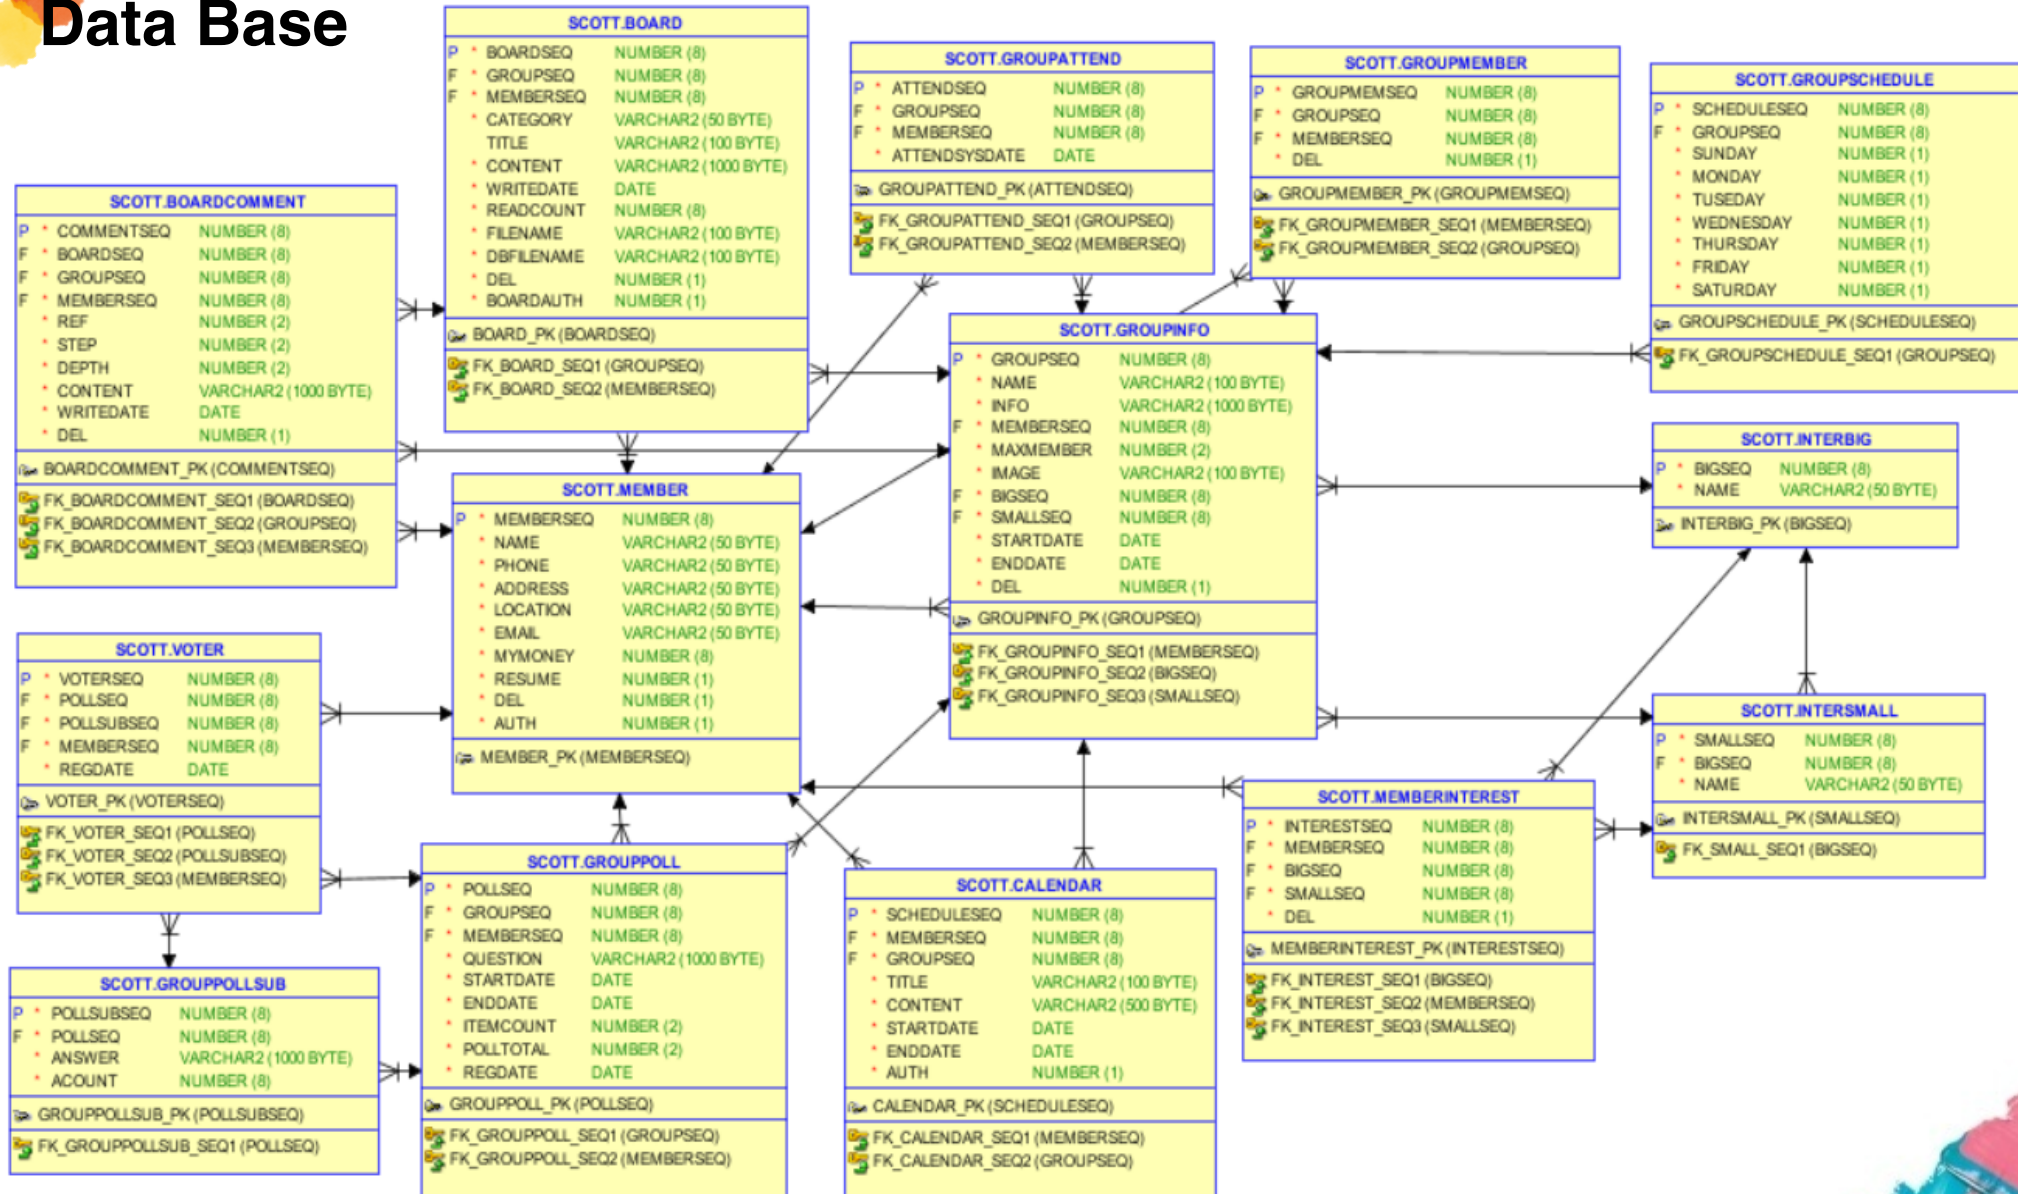 Data Base
SCOTT.BOARD
P * BOARDSEQ NUMBER (8)
F * GROUPSEQ NUMBER (8)
F * MEMBERSEQ NUMBER (8)
* CATEGORY VARCHAR2 (50 BYTE)
TITLE VARCHAR2 (100 BYTE)
* CONTENT VARCHAR2 (1000 BYTE)
* WRITEDATE DATE
* READCOUNT NUMBER (8)
* FILENAME VARCHAR2 (100 BYTE)
* DBFILENAME VARCHAR2 (100 BYTE)
* DEL NUMBER (1)
* BOARDAUTH NUMBER (1)
BOARD_PK (BOARDSEQ)
FK_BOARD_SEQ1 (GROUPSEQ)
FK_BOARD_SEQ2 (MEMBERSEQ)
SCOTT.GROUPATTEND
P * ATTENDSEQ NUMBER (8)
F * GROUPSEQ NUMBER (8)
F * MEMBERSEQ NUMBER (8)
* ATTENDSYSDATE DATE
GROUPATTEND_PK (ATTENDSEQ)
FK_GROUPATTEND_SEQ1 (GROUPSEQ)
FK_GROUPATTEND_SEQ2 (MEMBERSEQ)
SCOTT.GROUPMEMBER
P * GROUPMEMSEQ NUMBER (8)
F * GROUPSEQ NUMBER (8)
F * MEMBERSEQ NUMBER (8)
* DEL NUMBER (1)
GROUPMEMBER_PK (GROUPMEMSEQ)
FK_GROUPMEMBER_SEQ1 (MEMBERSEQ)
FK_GROUPMEMBER_SEQ2 (GROUPSEQ)
SCOTT.GROUPSCHEDULE
P * SCHEDULESEQ NUMBER (8)
F * GROUPSEQ NUMBER (8)
* SUNDAY NUMBER (1)
* MONDAY NUMBER (1)
* TUSEDAY NUMBER (1)
* WEDNESDAY NUMBER (1)
* THURSDAY NUMBER (1)
* FRIDAY NUMBER (1)
* SATURDAY NUMBER (1)
GROUPSCHEDULE_PK (SCHEDULESEQ)
FK_GROUPSCHEDULE_SEQ1 (GROUPSEQ)
SCOTT.BOARDCOMMENT
P * COMMENTSEQ NUMBER (8)
F * BOARDSEQ NUMBER (8)
F * GROUPSEQ NUMBER (8)
F * MEMBERSEQ NUMBER (8)
* REF NUMBER (2)
* STEP NUMBER (2)
* DEPTH NUMBER (2)
* CONTENT VARCHAR2 (1000 BYTE)
* WRITEDATE DATE
* DEL NUMBER (1)
BOARDCOMMENT_PK (COMMENTSEQ)
FK_BOARDCOMMENT_SEQ1 (BOARDSEQ)
FK_BOARDCOMMENT_SEQ2 (GROUPSEQ)
FK_BOARDCOMMENT_SEQ3 (MEMBERSEQ)
SCOTT.GROUPINFO
P * GROUPSEQ NUMBER (8)
* NAME VARCHAR2 (100 BYTE)
* INFO VARCHAR2 (1000 BYTE)
F * MEMBERSEQ NUMBER (8)
* MAXMEMBER NUMBER (2)
* IMAGE VARCHAR2 (100 BYTE)
F * BIGSEQ NUMBER (8)
F * SMALLSEQ NUMBER (8)
* STARTDATE DATE
* ENDDATE DATE
* DEL NUMBER (1)
GROUPINFO_PK (GROUPSEQ)
FK_GROUPINFO_SEQ1 (MEMBERSEQ)
FK_GROUPINFO_SEQ2 (BIGSEQ)
FK_GROUPINFO_SEQ3 (SMALLSEQ)
SCOTT.INTERBIG
P * BIGSEQ NUMBER (8)
* NAME VARCHAR2 (50 BYTE)
INTERBIG_PK (BIGSEQ)
SCOTT.MEMBER
P * MEMBERSEQ NUMBER (8)
* NAME VARCHAR2 (50 BYTE)
* PHONE VARCHAR2 (50 BYTE)
* ADDRESS VARCHAR2 (50 BYTE)
* LOCATION VARCHAR2 (50 BYTE)
* EMAIL VARCHAR2 (50 BYTE)
* MYMONEY NUMBER (8)
* RESUME NUMBER (1)
* DEL NUMBER (1)
* AUTH NUMBER (1)
MEMBER_PK (MEMBERSEQ)
SCOTT.VOTER
P * VOTERSEQ NUMBER (8)
F * POLLSEQ NUMBER (8)
F * POLLSUBSEQ NUMBER (8)
F * MEMBERSEQ NUMBER (8)
* REGDATE DATE
VOTER_PK (VOTERSEQ)
FK_VOTER_SEQ1 (POLLSEQ)
FK_VOTER_SEQ2 (POLLSUBSEQ)
FK_VOTER_SEQ3 (MEMBERSEQ)
SCOTT.INTERSMALL
P * SMALLSEQ NUMBER (8)
F * BIGSEQ NUMBER (8)
* NAME VARCHAR2 (50 BYTE)
INTERSMALL_PK (SMALLSEQ)
FK_SMALL_SEQ1 (BIGSEQ)
SCOTT.MEMBERINTEREST
P * INTERESTSEQ NUMBER (8)
F * MEMBERSEQ NUMBER (8)
F * BIGSEQ NUMBER (8)
F * SMALLSEQ NUMBER (8)
* DEL NUMBER (1)
MEMBERINTEREST_PK (INTERESTSEQ)
FK_INTEREST_SEQ1 (BIGSEQ)
FK_INTEREST_SEQ2 (MEMBERSEQ)
FK_INTEREST_SEQ3 (SMALLSEQ)
SCOTT.GROUPPOLL
P * POLLSEQ NUMBER (8)
F * GROUPSEQ NUMBER (8)
F * MEMBERSEQ NUMBER (8)
* QUESTION VARCHAR2 (1000 BYTE)
* STARTDATE DATE
* ENDDATE DATE
* ITEMCOUNT NUMBER (2)
* POLLTOTAL NUMBER (2)
* REGDATE DATE
GROUPPOLL_PK (POLLSEQ)
FK_GROUPPOLL_SEQ1 (GROUPSEQ)
FK_GROUPPOLL_SEQ2 (MEMBERSEQ)
SCOTT.CALENDAR
P * SCHEDULESEQ NUMBER (8)
F * MEMBERSEQ NUMBER (8)
F * GROUPSEQ NUMBER (8)
* TITLE VARCHAR2 (100 BYTE)
* CONTENT VARCHAR2 (500 BYTE)
* STARTDATE DATE
* ENDDATE DATE
* AUTH NUMBER (1)
CALENDAR_PK (SCHEDULESEQ)
FK_CALENDAR_SEQ1 (MEMBERSEQ)
FK_CALENDAR_SEQ2 (GROUPSEQ)
SCOTT.GROUPPOLLSUB
P * POLLSUBSEQ NUMBER (8)
F * POLLSEQ NUMBER (8)
* ANSWER VARCHAR2 (1000 BYTE)
* ACOUNT NUMBER (8)
GROUPPOLLSUB_PK (POLLSUBSEQ)
FK_GROUPPOLLSUB_SEQ1 (POLLSEQ)